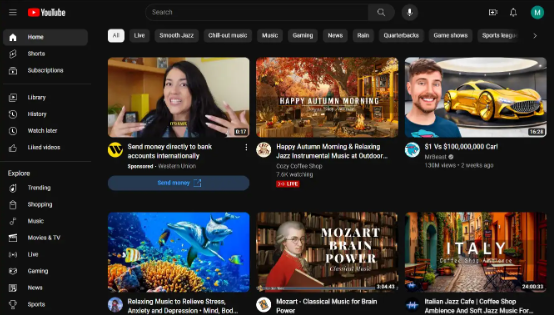 YouTube
Search
M
Home
Shorts
Subscriptions
Library
History
Watch later
Liked videos
Explore
Trending
Shopping
Music
Movies & TV
Live
Gaming
News
Sports
All
Live
Smooth Jazz
Chill-out music
Music
Gaming
News
Rain
Quarterbacks
Game shows
Sports leagu
0:17
Send money directly to bank
accounts internationally
Sponsored · Western Union
Send money
HAPPY AUTUMN MORNING
Happy Autumn Morning & Relaxing
Jazz Instrumental Music at Outdoor...
Cozy Coffee Shop
7.6K watching
LIVE
16:28
$1 Vs $100,000,000 Car!
MrBeast
130M views • 2 weeks ago
Relaxing Music to Relieve Stress,
Anxiety and Depression • Mind, Bod...
MOZART
BRAIN
POWER
Classical Music
3:54:43
Mozart - Classical Music for Brain
Power
ITALY
Coffee Shop Ambience
24:00:33
Italian Jazz Cafe | Coffee Shop
Ambience And Soft Jazz Music For...